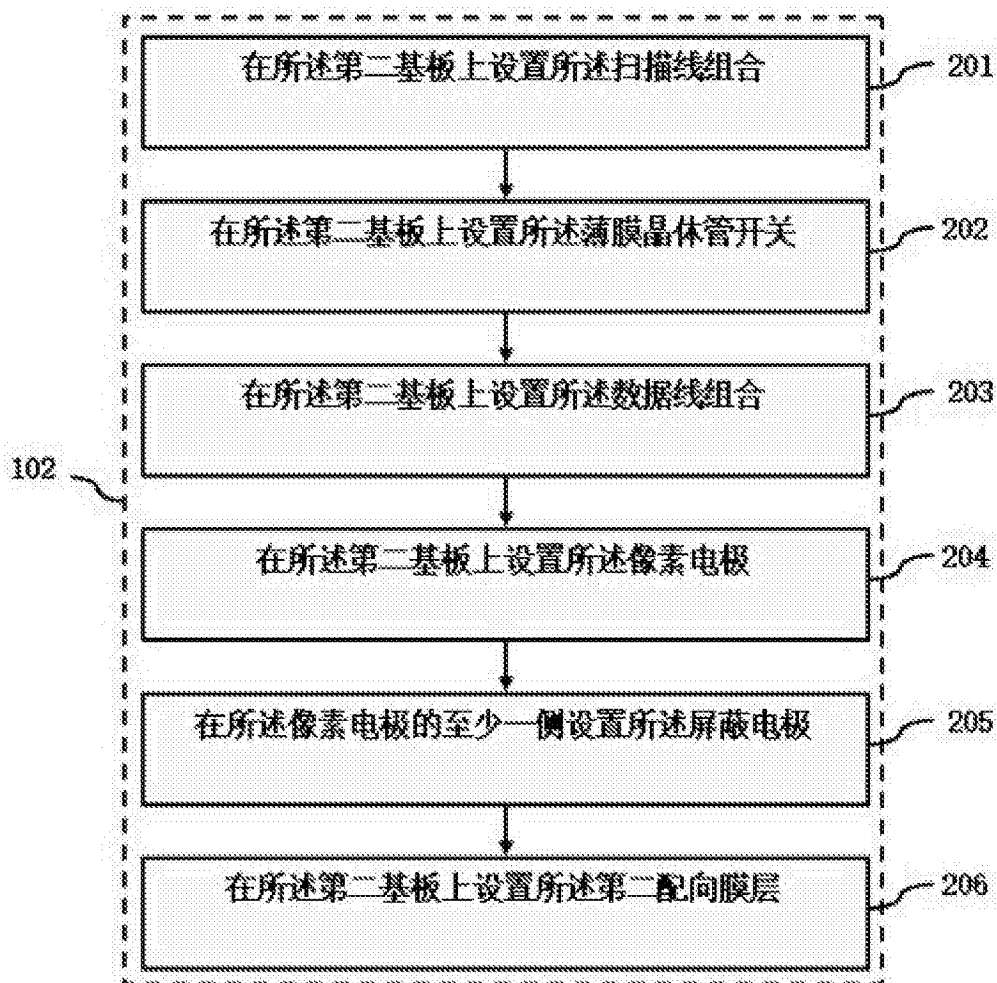 在所述第二基板上设置所述扫描线组合
201
在所述第二基板上设置所述薄膜晶体管开关
202
在所述第二基板上设置所述数据线组合
203
102
在所述第二基板上设置所述像素电极
204
在所述像素电极的至少一侧设置所述屏蔽电极
205
在所述第二基板上设置所述第二配向膜层
206